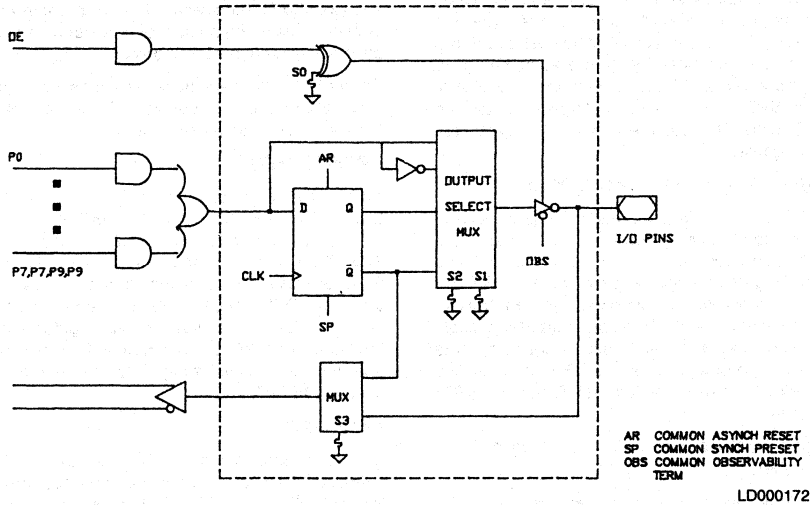 OE
S0
P0
AR
OUTPUT
SELECT
MUX
D
Q
I/O PINS
OBS
P7,P7,P9,P9
CLK
Q̅
S2 S1
SP
MUX
S3
AR COMMON ASYNCH RESET
SP COMMON SYNCH PRESET
OBS COMMON OBSERVABILITY
TERM
LD000172